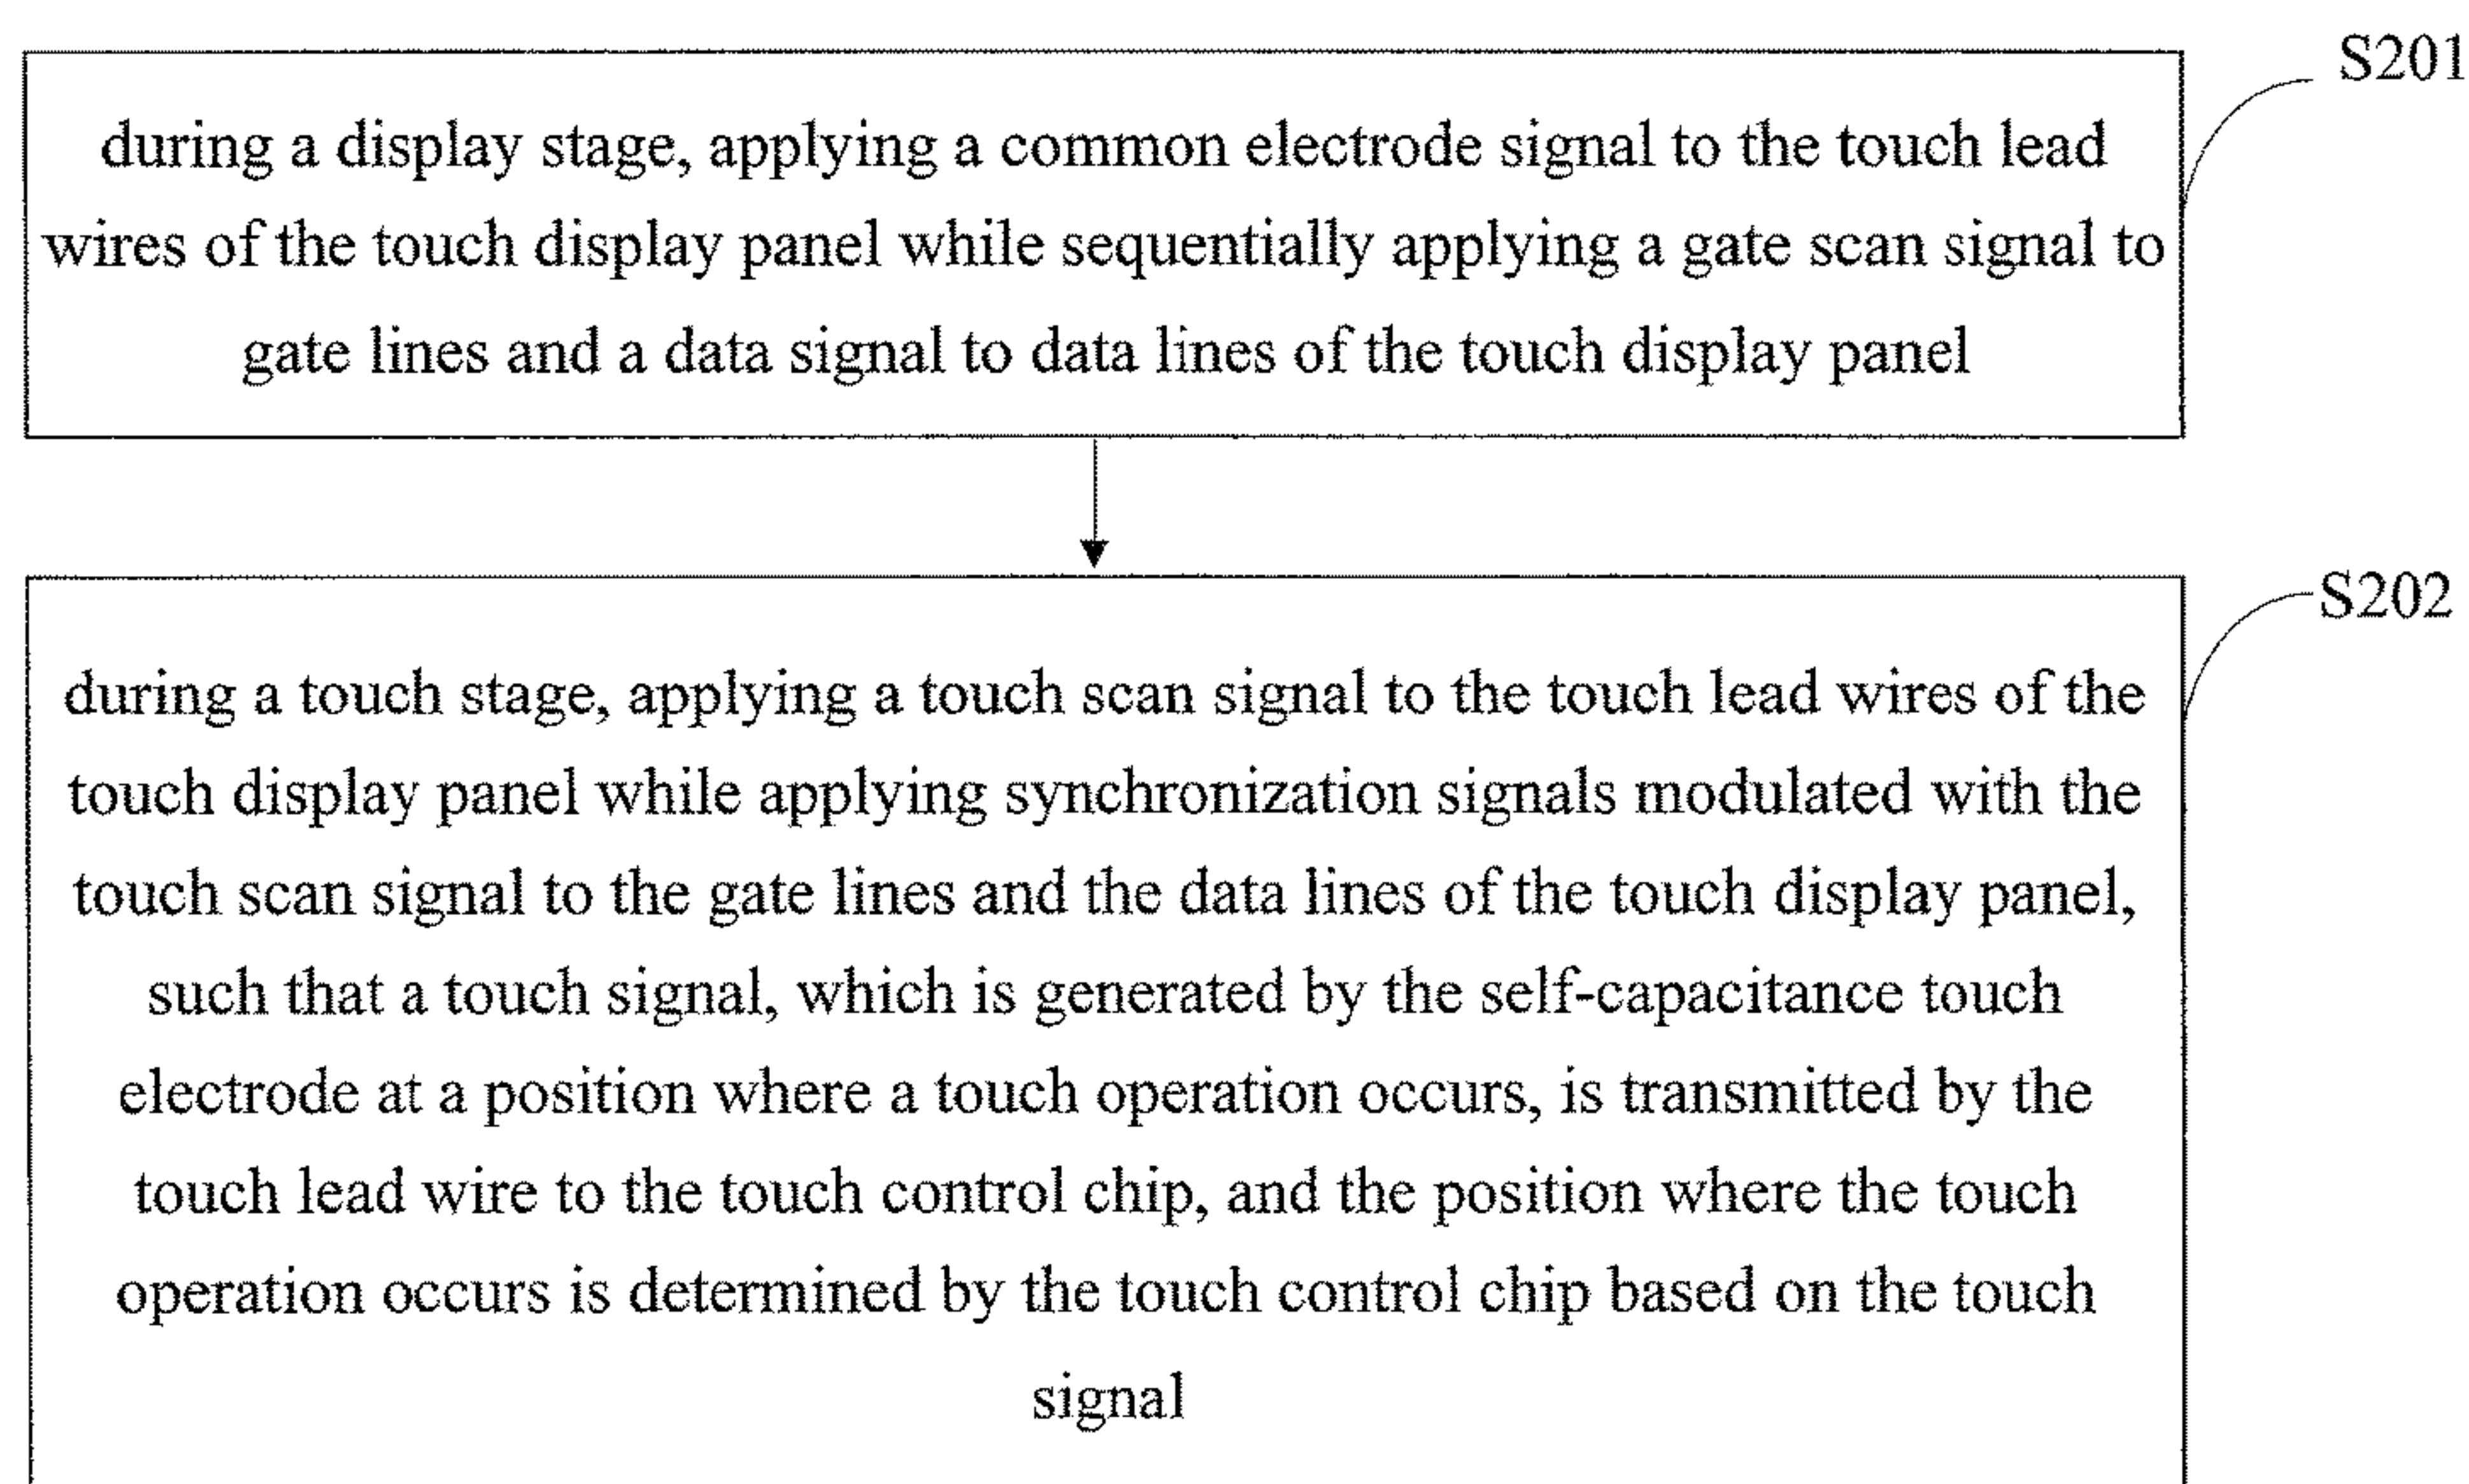 S201
during a display stage, applying a common electrode signal to the touch lead
wires of the touch display panel while sequentially applying a gate scan signal to
gate lines and a data signal to data lines of the touch display panel
S202
during a touch stage, applying a touch scan signal to the touch lead wires of the
touch display panel while applying synchronization signals modulated with the
touch scan signal to the gate lines and the data lines of the touch display panel,
such that a touch signal, which is generated by the self-capacitance touch
electrode at a position where a touch operation occurs, is transmitted by the
touch lead wire to the touch control chip, and the position where the touch
operation occurs is determined by the touch control chip based on the touch
signal